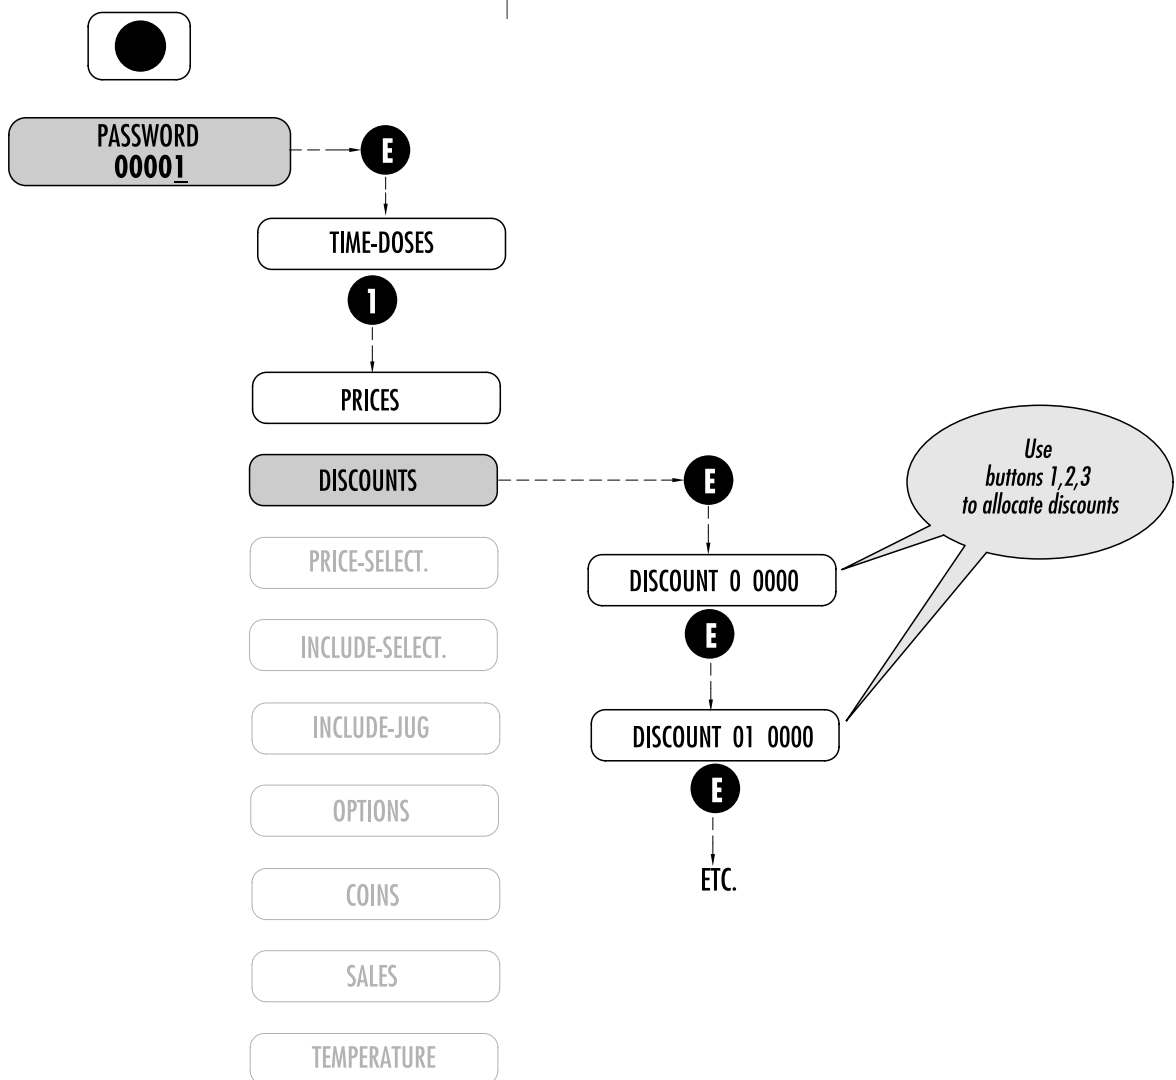 PASSWORD
00001
E
TIME-DOSES
1
PRICES
DISCOUNTS
E
Use
buttons 1,2,3
to allocate discounts
DISCOUNT 0 0000
E
DISCOUNT 01 0000
E
ETC.
PRICE-SELECT.
INCLUDE-SELECT.
INCLUDE-JUG
OPTIONS
COINS
SALES
TEMPERATURE